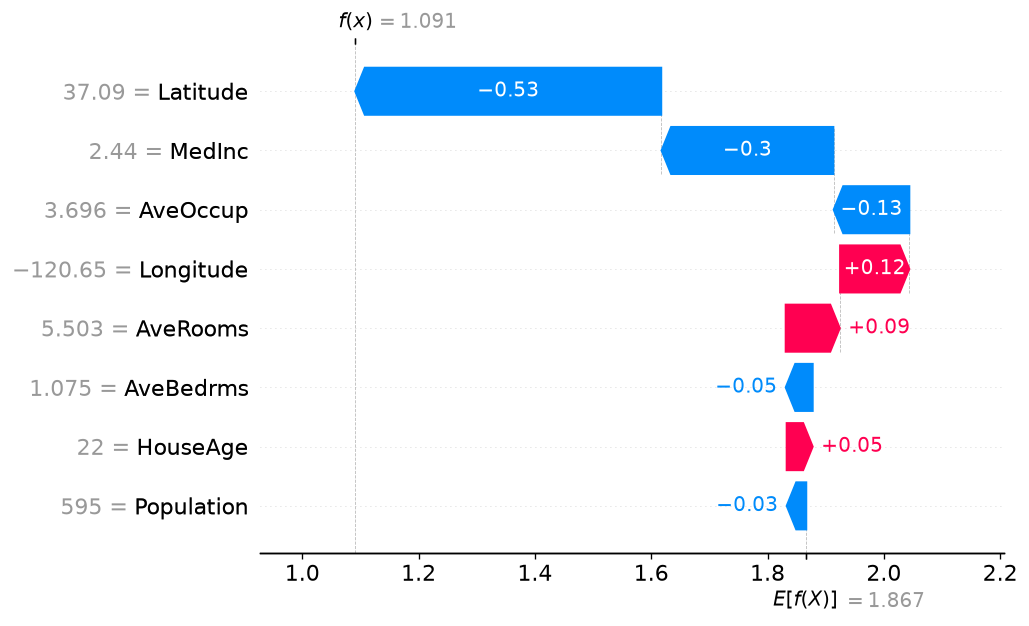 f(x) = 1.091
37.09 = Latitude −0.53
2.44 = MedInc −0.3
3.696 = AveOccup −0.13
−120.65 = Longitude +0.12
5.503 = AveRooms +0.09
1.075 = AveBedrms −0.05
22 = HouseAge +0.05
595 = Population −0.03
1.0 1.2 1.4 1.6 1.8 2.0 2.2
E[f(X)] = 1.867